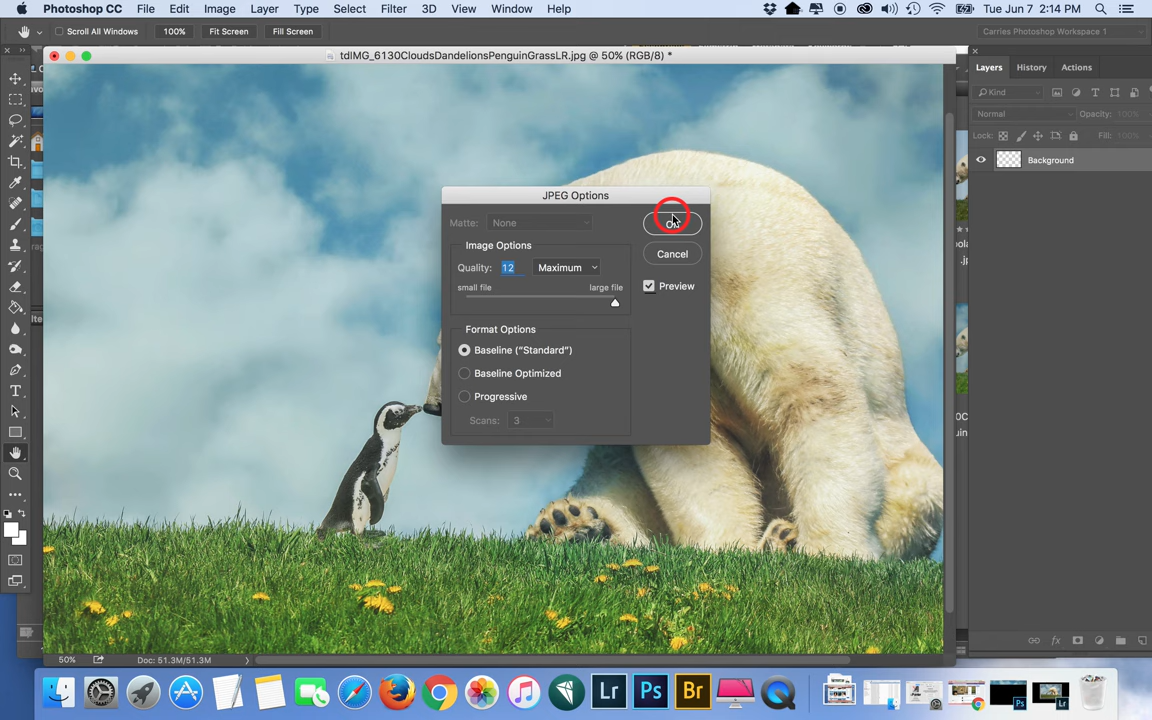 Photoshop CC File Edit Image Layer Type Select Filter 3D View Window Help Tue Jun 7 2:14 PM
Scroll All Windows 100% Fit Screen Fill Screen Carries Photoshop Workspace 1
tdIMG_6130CloudsDandelionsPenguinGrassLR.jpg @ 50% (RGB/8) *
Layers History Actions
Kind
Normal Opacity: 100%
Lock: Fill: 100%
Background
JPEG Options
Matte: None
Image Options
Quality: 12 Maximum
small file large file
Cancel
Preview
Format Options
Baseline ("Standard")
Baseline Optimized
Progressive
Scans: 3
50% Doc: 51.3M/51.3M
Lr Ps Br